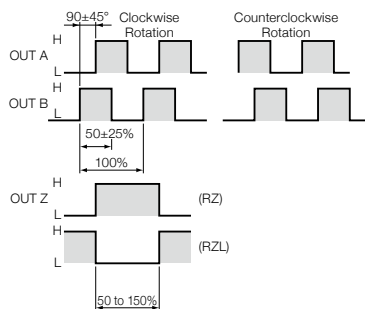 90±45°
Clockwise
Rotation
Counterclockwise
Rotation
H
OUT A
L
H
OUT B
L
50±25%
100%
H
OUT Z
(RZ)
L
H
(RZL)
L
50 to 150%